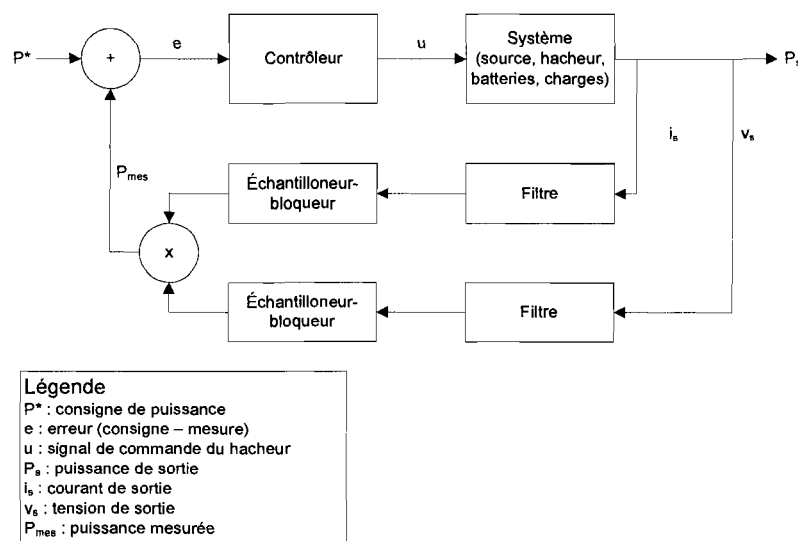 P*
+
e
Contrôleur
u
Système
(source, hacheur,
batteries, charges)
Ps
is
vs
Pmes
Échantilloneur-
bloqueur
Filtre
x
Échantilloneur-
bloqueur
Filtre
Légende
P* : consigne de puissance
e : erreur (consigne – mesure)
u : signal de commande du hacheur
Ps : puissance de sortie
is : courant de sortie
vs : tension de sortie
Pmes : puissance mesurée